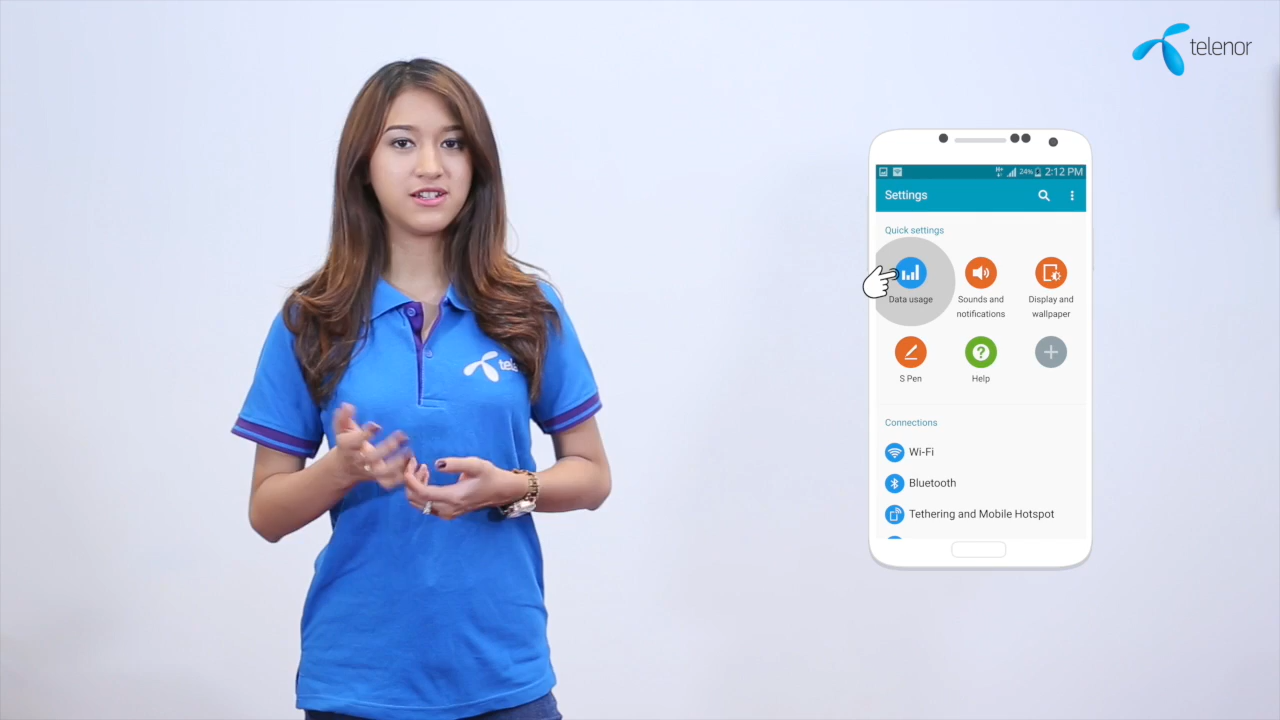 telenor
24% 2:12 PM
Settings
Quick settings
Data usage
Sounds and
notifications
Display and
wallpaper
S Pen
Help
Connections
Wi-Fi
Bluetooth
Tethering and Mobile Hotspot